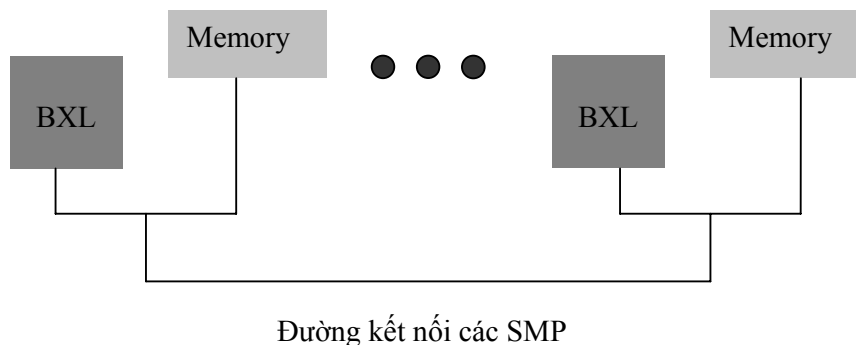 Memory
Memory
BXL
BXL
Đường kết nối các SMP